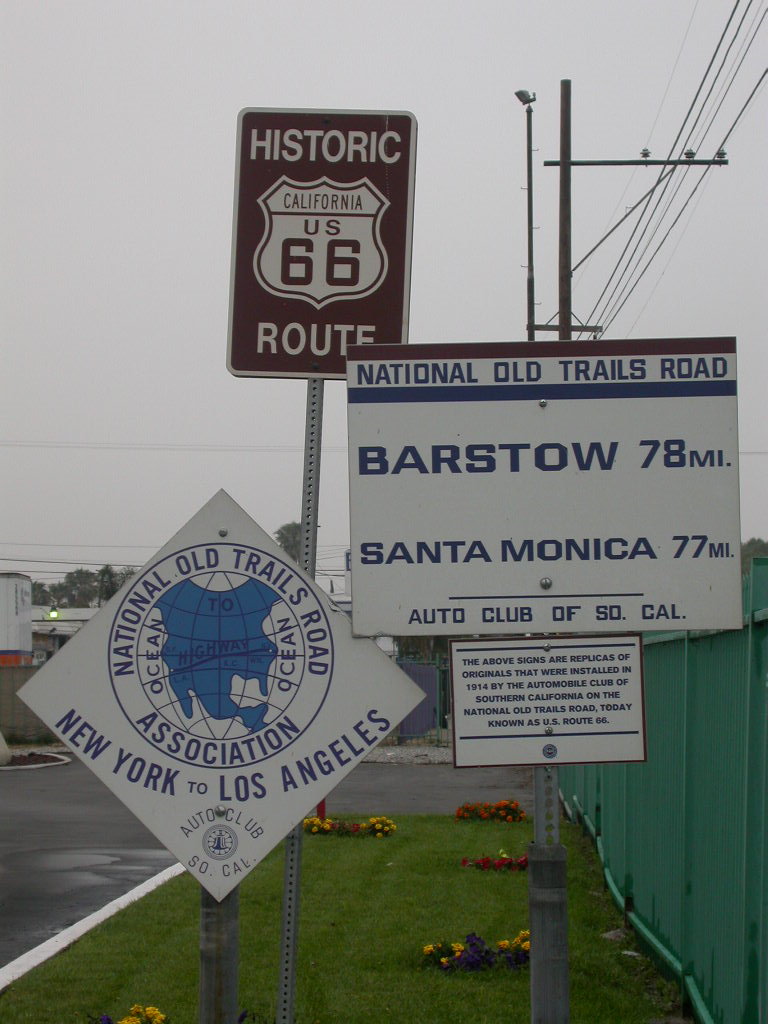 HISTORIC
CALIFORNIA
US
66
ROUTE
NATIONAL OLD TRAILS ROAD
BARSTOW 78MI.
SANTA MONICA 77MI.
AUTO CLUB OF SO. CAL.
THE ABOVE SIGNS ARE REPLICAS OF
ORIGINALS THAT WERE INSTALLED IN
1914 BY THE AUTOMOBILE CLUB OF
SOUTHERN CALIFORNIA ON THE
NATIONAL OLD TRAILS ROAD, TODAY
KNOWN AS U.S. ROUTE 66.
NATIONAL OLD TRAILS ROAD
TO
OCEAN HIGHWAY OCEAN
ASSOCIATION
NEW YORK TO LOS ANGELES
AUTO CLUB
SO. CAL.